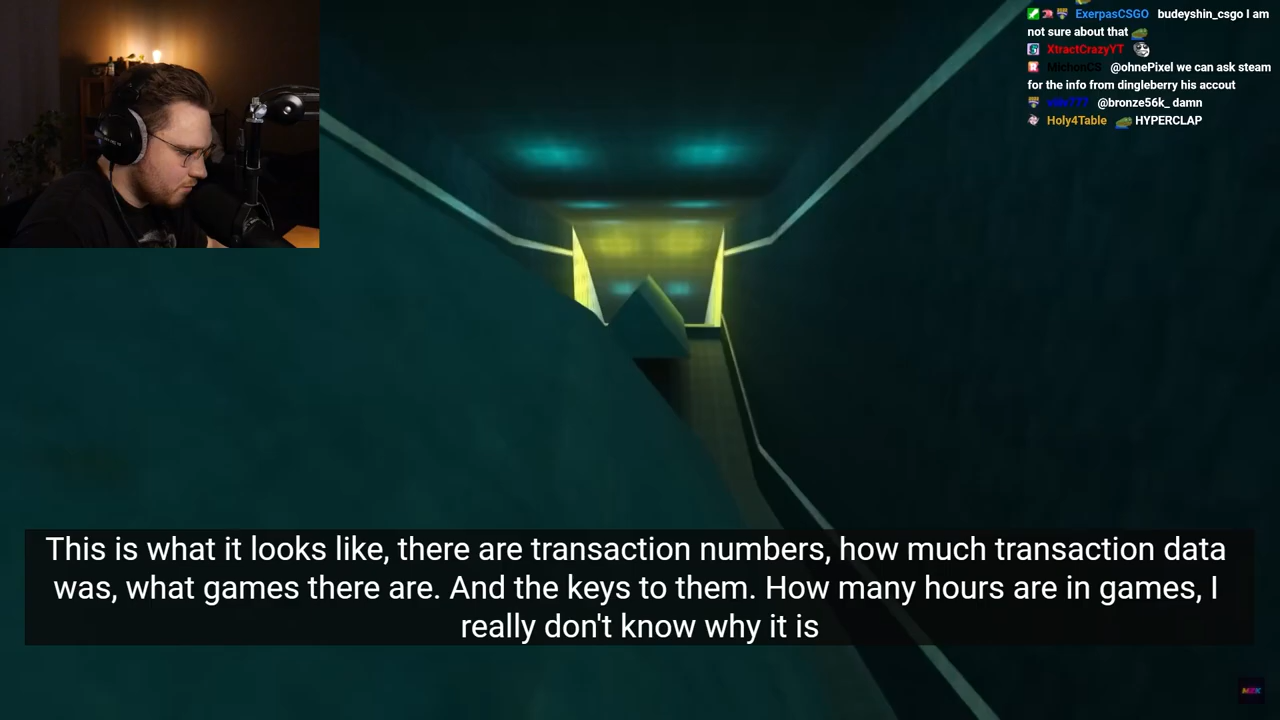 ExerpasCSGO budeyshin_csgo I am
not sure about that
XtractCrazyYT
MichonCS @ohnePixel we can ask steam
for the info from dingleberry his accout
@bronze56k_ damn
Holy4Table HYPERCLAP
This is what it looks like, there are transaction numbers, how much transaction data
was, what games there are. And the keys to them. How many hours are in games, I
really don't know why it is